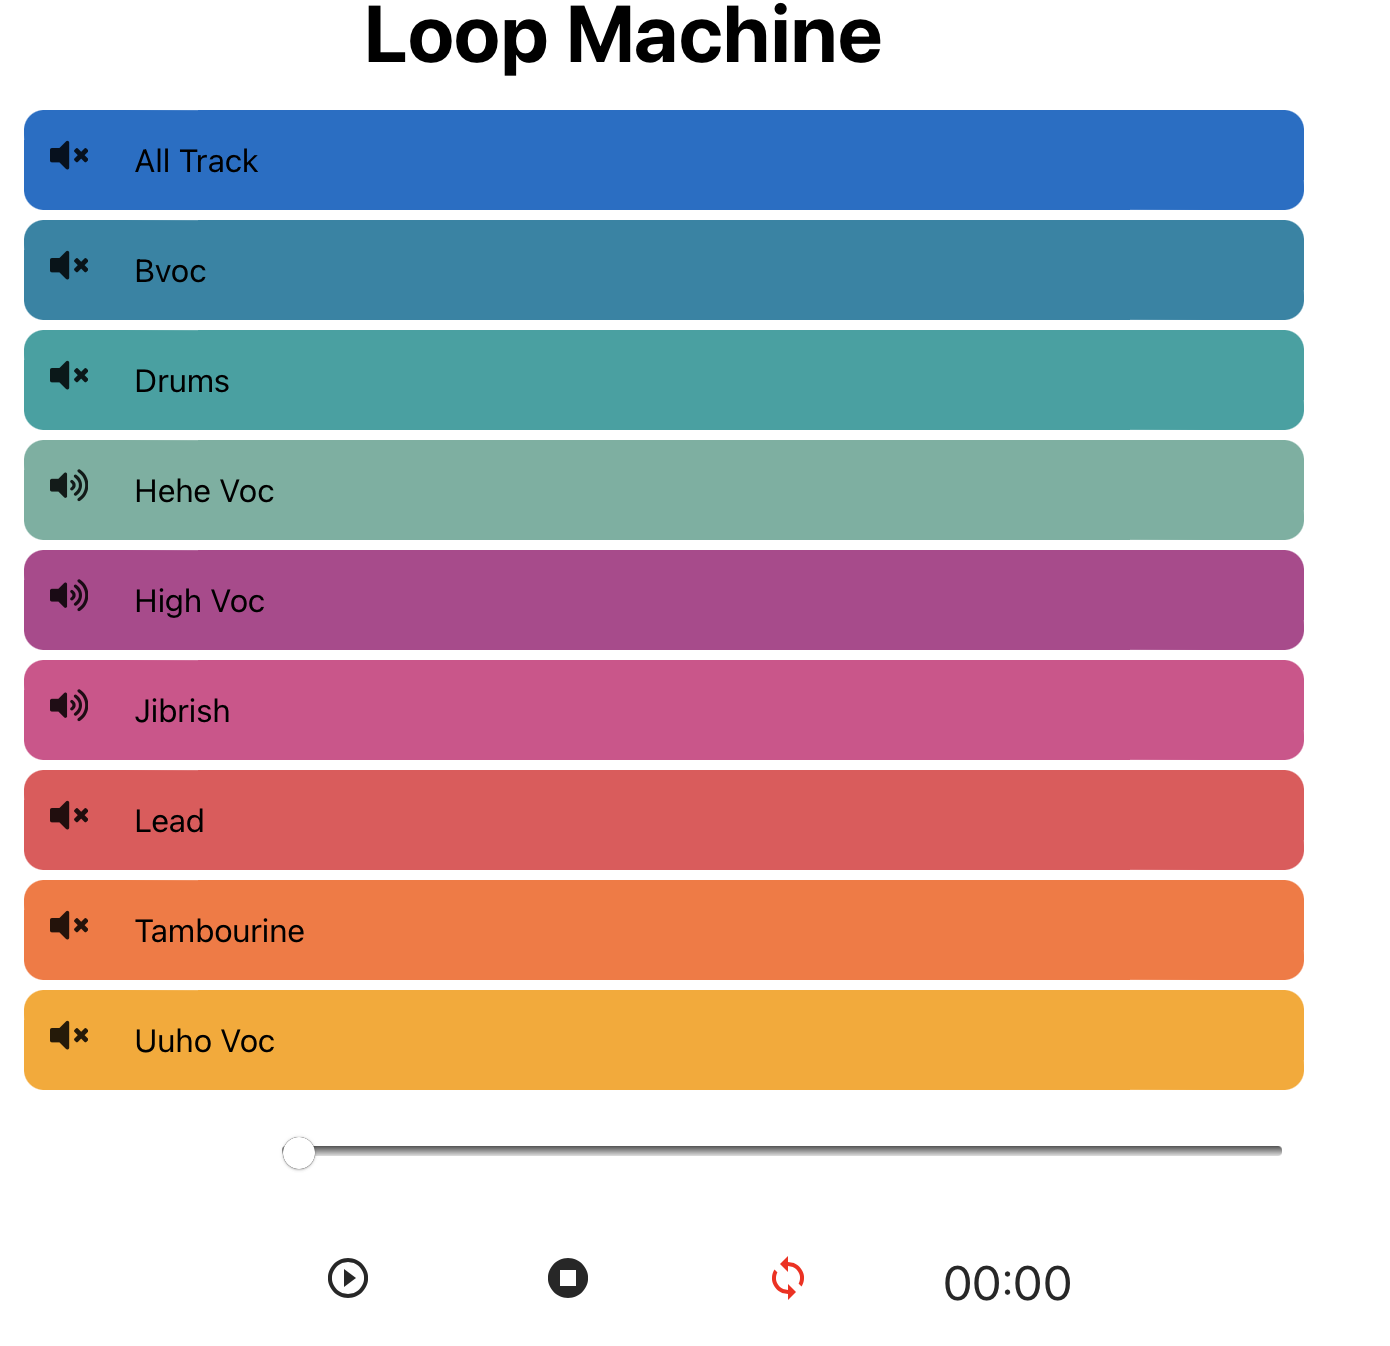 Loop Machine
All Track
Bvoc
Drums
Hehe Voc
High Voc
Jibrish
Lead
Tambourine
Uuho Voc
00:00